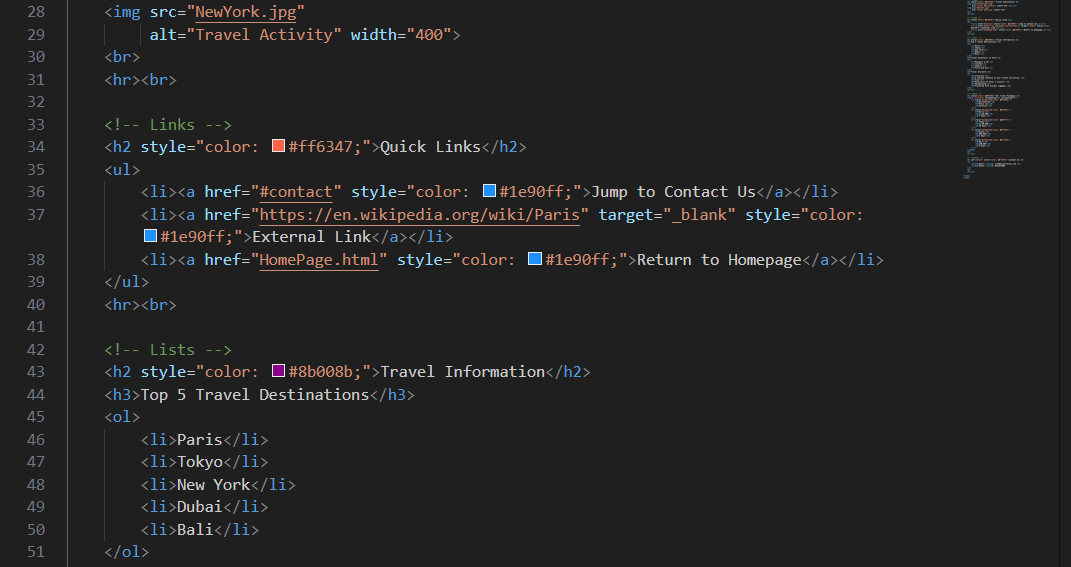 28 <img src="NewYork.jpg"
29 alt="Travel Activity" width="400">
30 <br>
31 <hr><br>
32
33 <!-- Links -->
34 <h2 style="color: #ff6347;">Quick Links</h2>
35 <ul>
36 <li><a href="#contact" style="color: #1e90ff;">Jump to Contact Us</a></li>
37 <li><a href="https://en.wikipedia.org/wiki/Paris" target="_blank" style="color:
#1e90ff;">External Link</a></li>
38 <li><a href="HomePage.html" style="color: #1e90ff;">Return to Homepage</a></li>
39 </ul>
40 <hr><br>
41
42 <!-- Lists -->
43 <h2 style="color: #8b008b;">Travel Information</h2>
44 <h3>Top 5 Travel Destinations</h3>
45 <ol>
46 <li>Paris</li>
47 <li>Tokyo</li>
48 <li>New York</li>
49 <li>Dubai</li>
50 <li>Bali</li>
51 </ol>